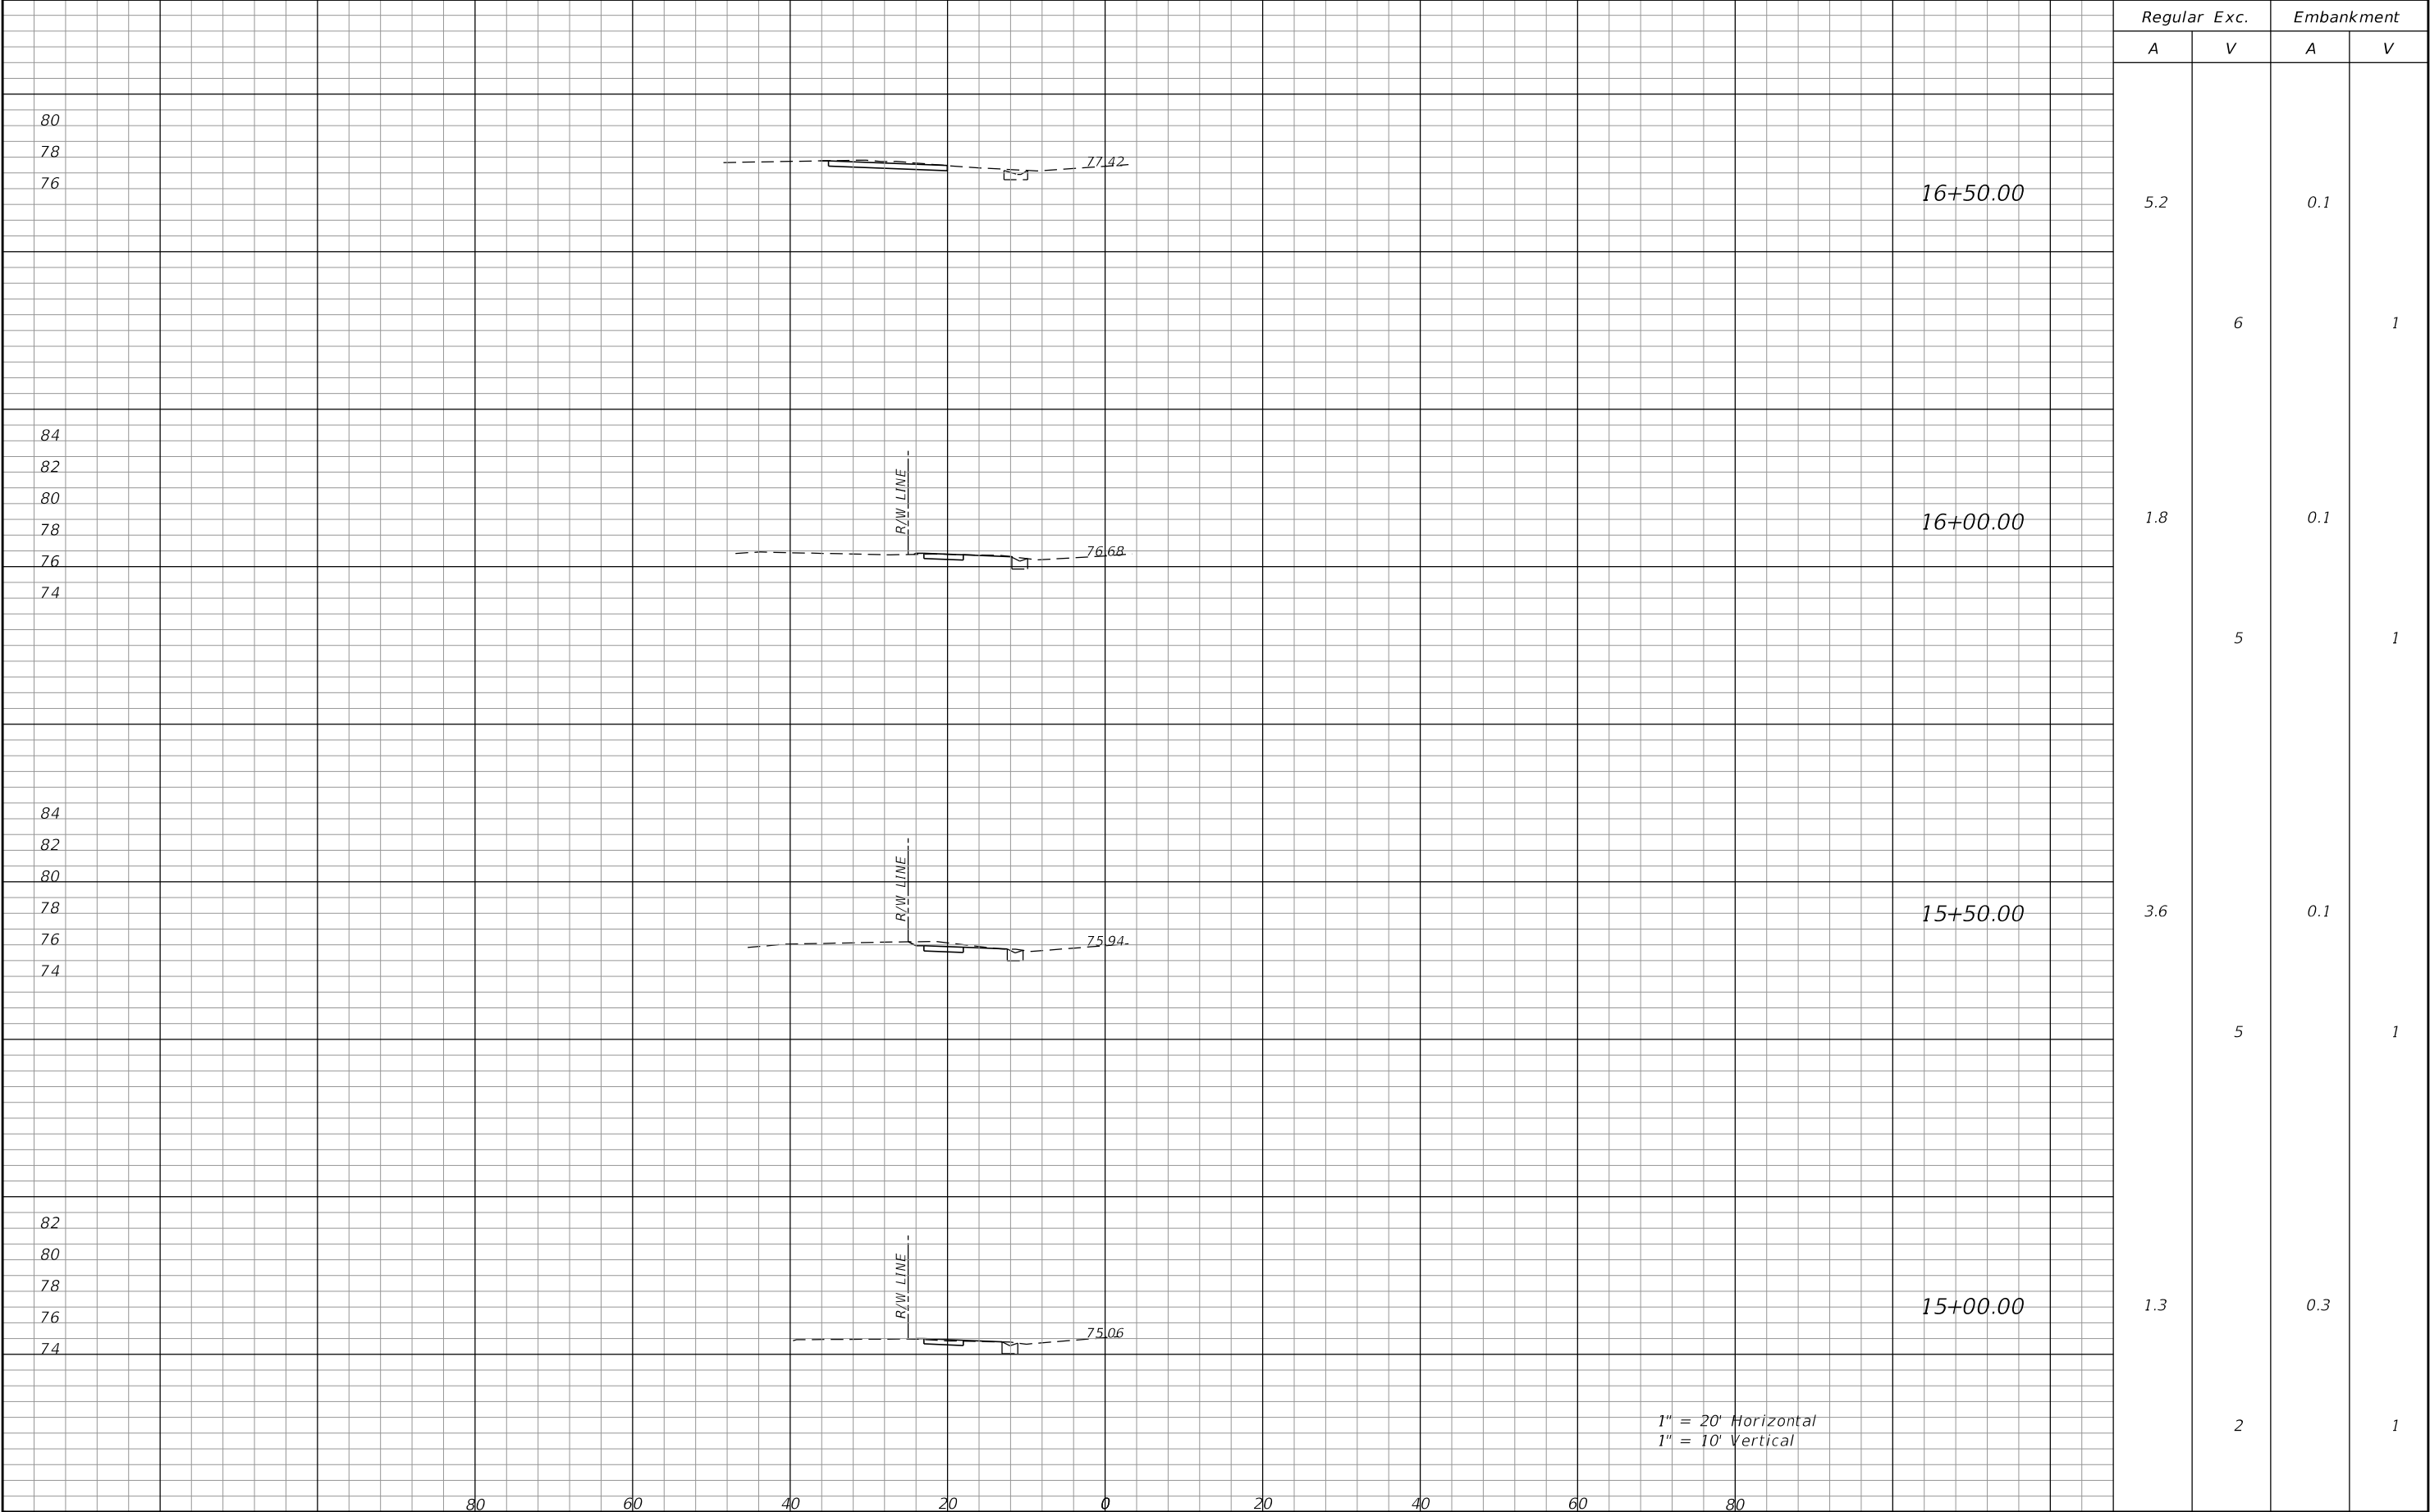 Regular Exc. Embankment
A V A V
80
78 77.42
76
16+50.00 5.2 0.1
6 1
84
82
R/W LINE
80
78 16+00.00 1.8 0.1
76 76.68
74
5 1
84
82
R/W LINE
80
78 15+50.00 3.6 0.1
76 75.94
74
5 1
82
80
R/W LINE
78
76 15+00.00 1.3 0.3
74 75.06
1" = 20' Horizontal
1" = 10' Vertical
2 1
80 60 40 20 0 20 40 60 80